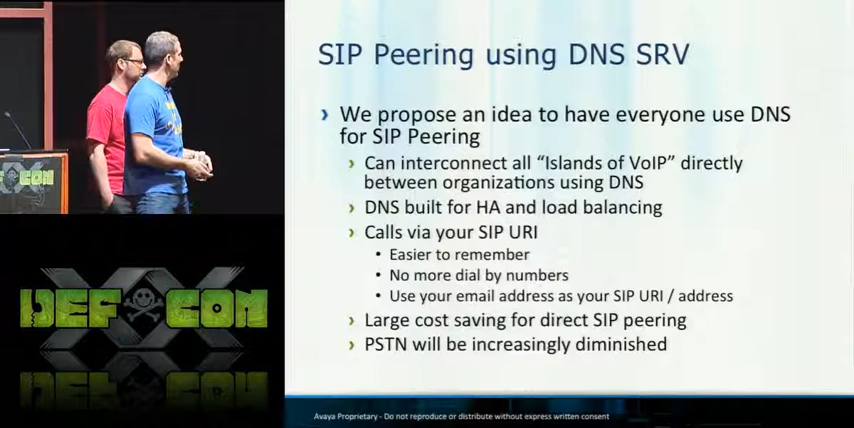 SIP Peering using DNS SRV
› We propose an idea to have everyone use DNS
for SIP Peering
› Can interconnect all “Islands of VoIP” directly
between organizations using DNS
› DNS built for HA and load balancing
› Calls via your SIP URI
• Easier to remember
• No more dial by numbers
• Use your email address as your SIP URI / address
› Large cost saving for direct SIP peering
› PSTN will be increasingly diminished
Avaya Proprietary - Do not reproduce or distribute without express written consent
DEF CON
XX
DEF CON